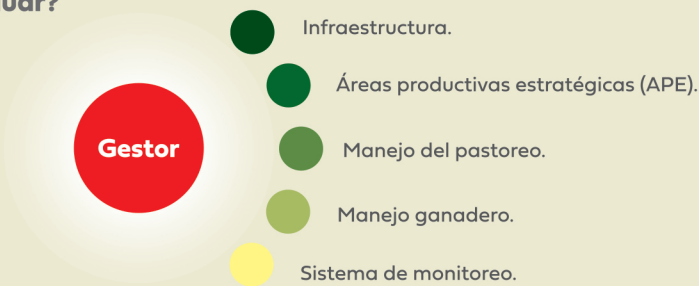 Infraestructura.
Áreas productivas estratégicas (APE).
Gestor
Manejo del pastoreo.
Manejo ganadero.
Sistema de monitoreo.